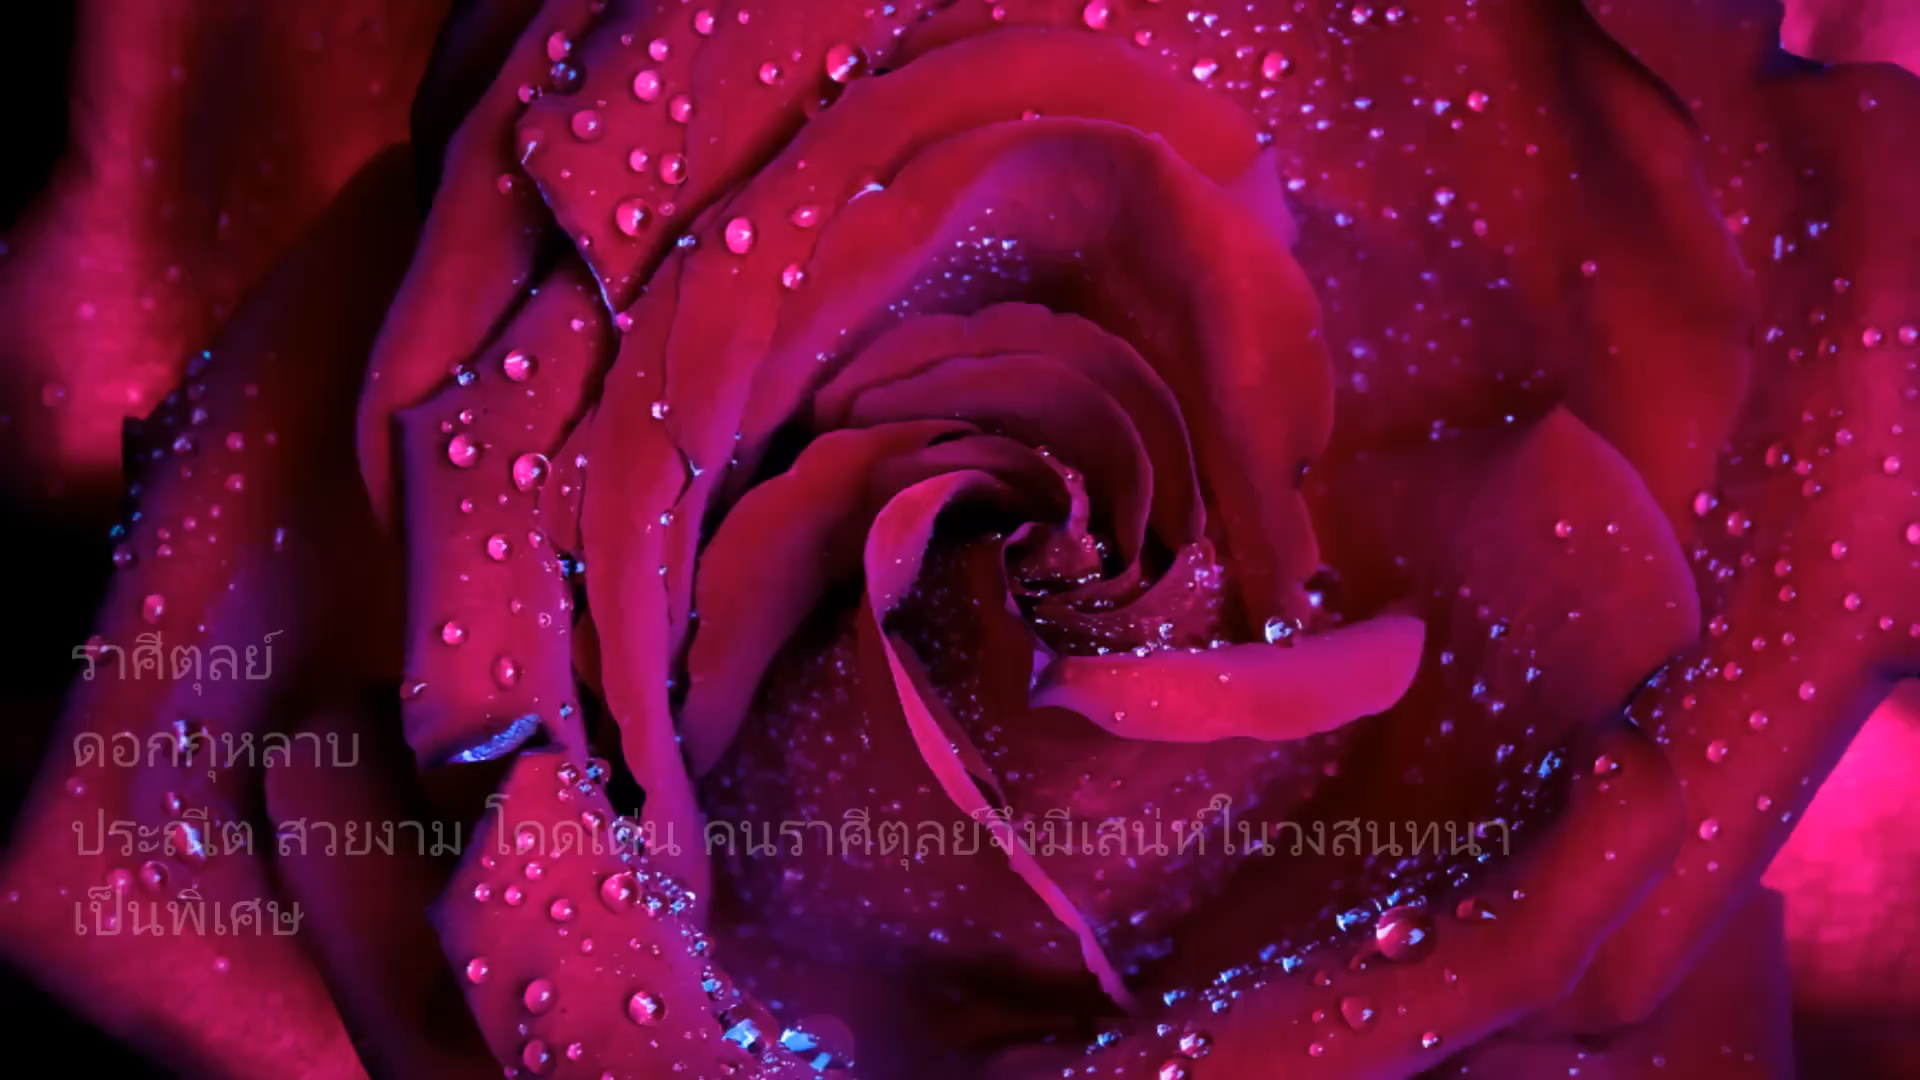 ราศีตุลย์
ดอกกุหลาบ
ประณีต สวยงาม โดดเด่น คนราศีตุลย์จึงมีเสน่ห์ในวงสนทนา
เป็นพิเศษ